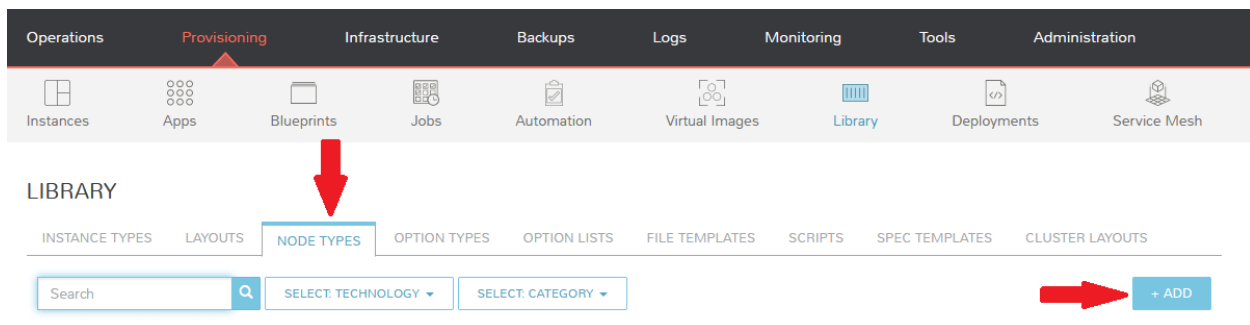 Operations Provisioning Infrastructure Backups Logs Monitoring Tools Administration
Instances Apps Blueprints Jobs Automation Virtual Images Library Deployments Service Mesh
LIBRARY
INSTANCE TYPES LAYOUTS NODE TYPES OPTION TYPES OPTION LISTS FILE TEMPLATES SCRIPTS SPEC TEMPLATES CLUSTER LAYOUTS
Search SELECT: TECHNOLOGY SELECT: CATEGORY + ADD